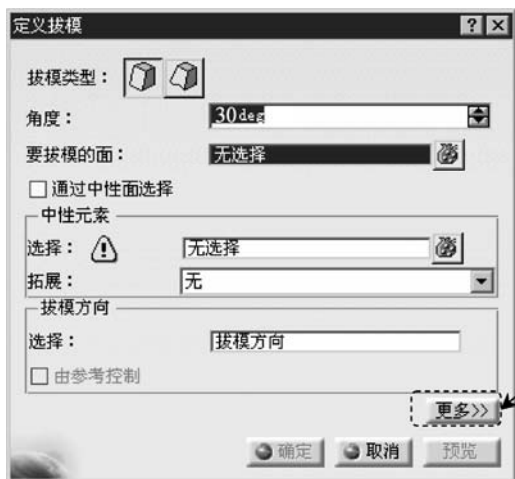 定义拔模
拔模类型：
角度： 30deg
要拔模的面： 无选择
通过中性面选择
中性元素
选择： 无选择
拓展： 无
拔模方向
选择： 拔模方向
由参考控制
更多>>
确定 取消 预览